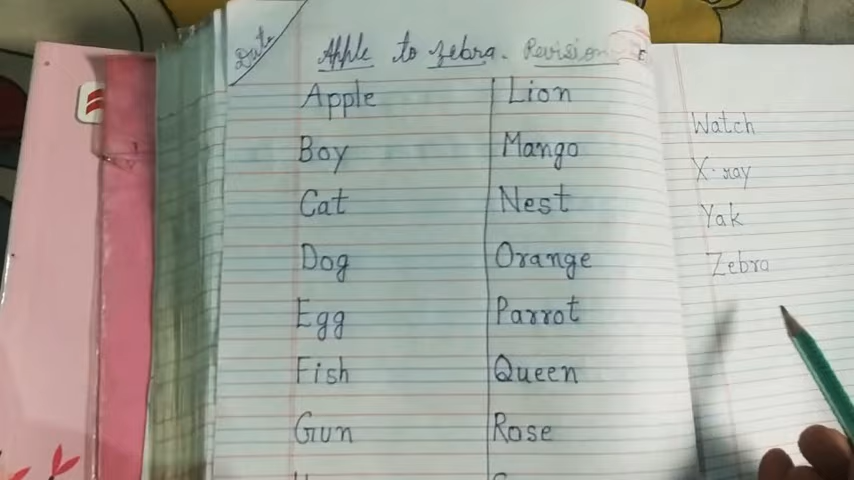 Date
Apple to Zebra. Revision
Apple
Boy
Cat
Dog
Egg
Fish
Gun
Lion
Mango
Nest
Orange
Parrot
Queen
Rose
Watch
X-ray
Yak
Zebra